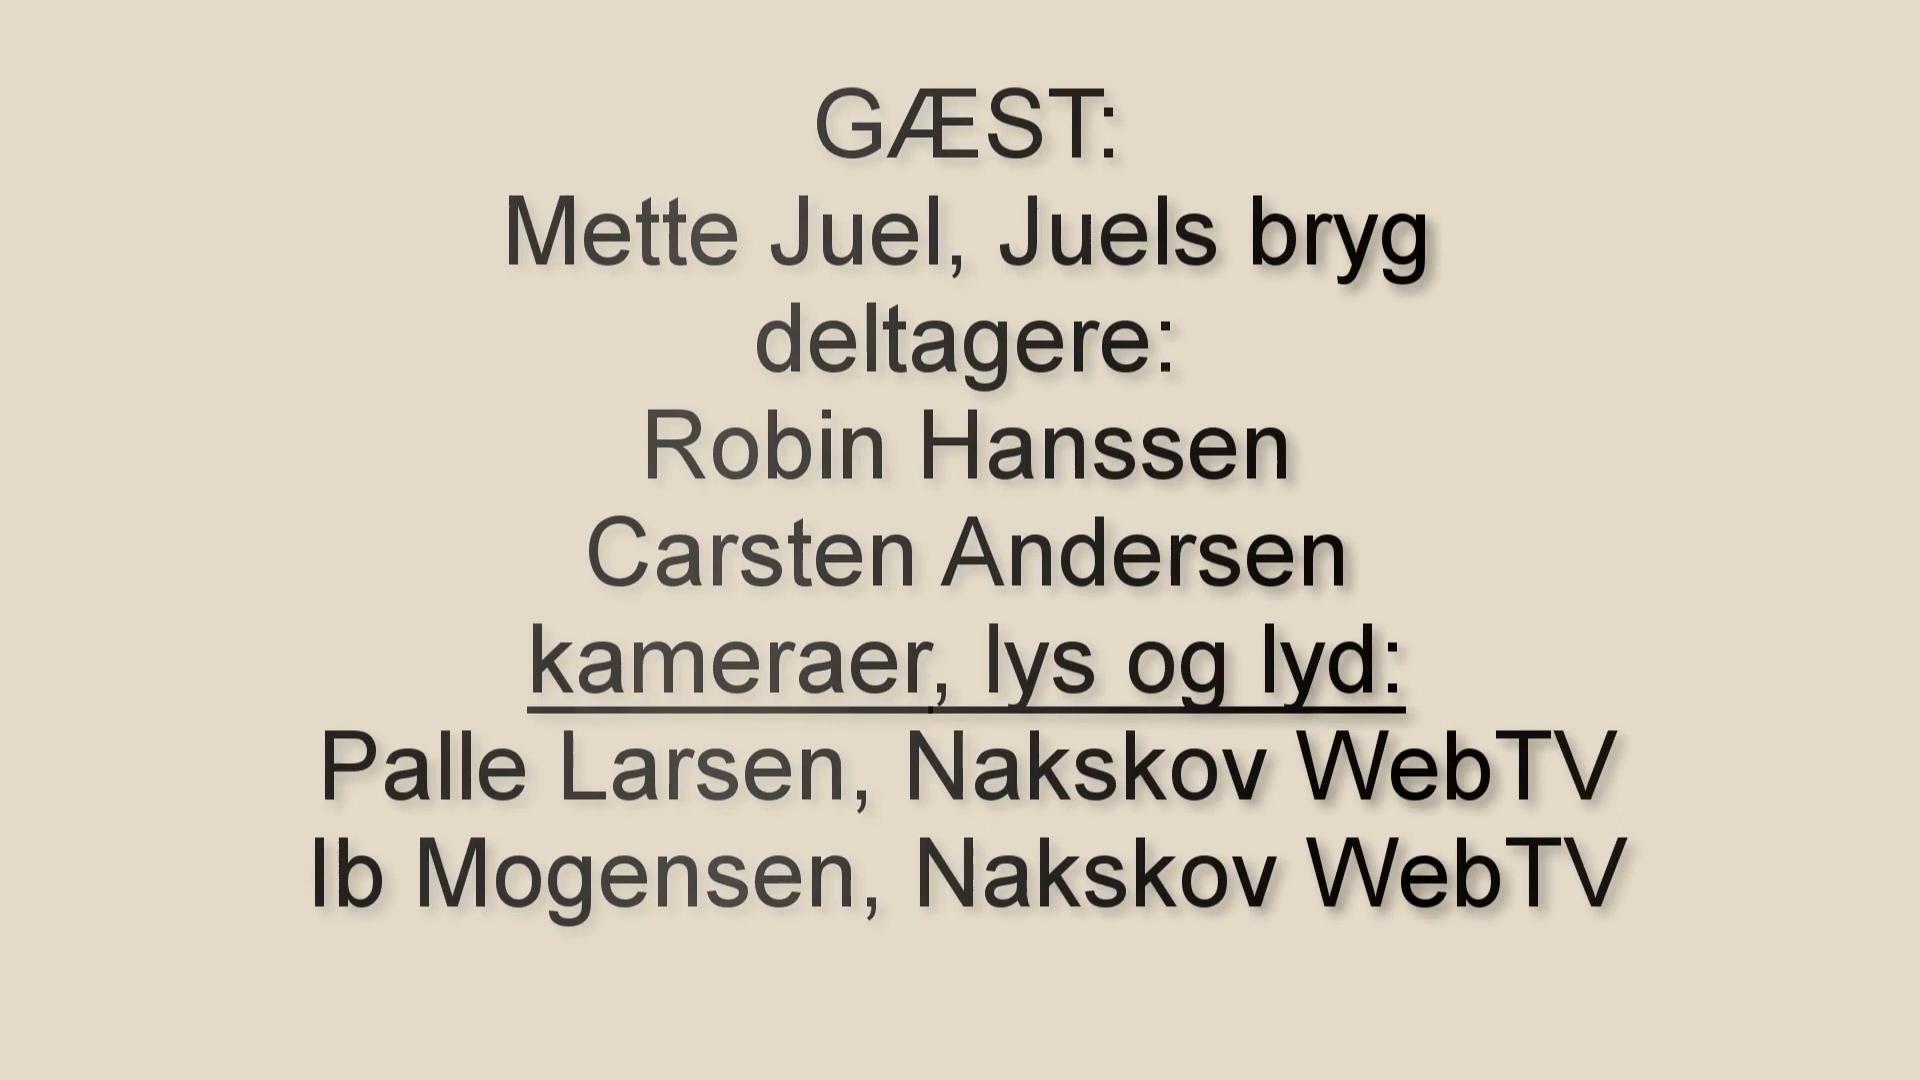 GÆST:
Mette Juel, Juels bryg
deltagere:
Robin Hanssen
Carsten Andersen
kameraer, lys og lyd:
Palle Larsen, Nakskov WebTV
Ib Mogensen, Nakskov WebTV